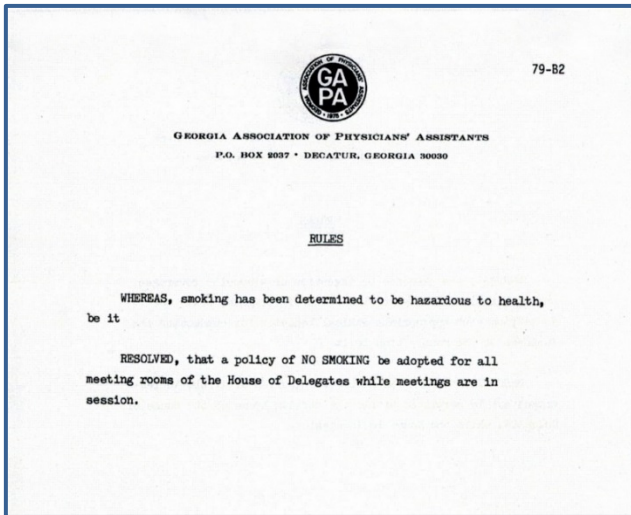 79-B2
GA
PA
GEORGIA ASSOCIATION OF PHYSICIANS' ASSISTANTS
P.O. BOX 2037 • DECATUR, GEORGIA 30030
RULES
WHEREAS, smoking has been determined to be hazardous to health,
be it
RESOLVED, that a policy of NO SMOKING be adopted for all
meeting rooms of the House of Delegates while meetings are in
session.